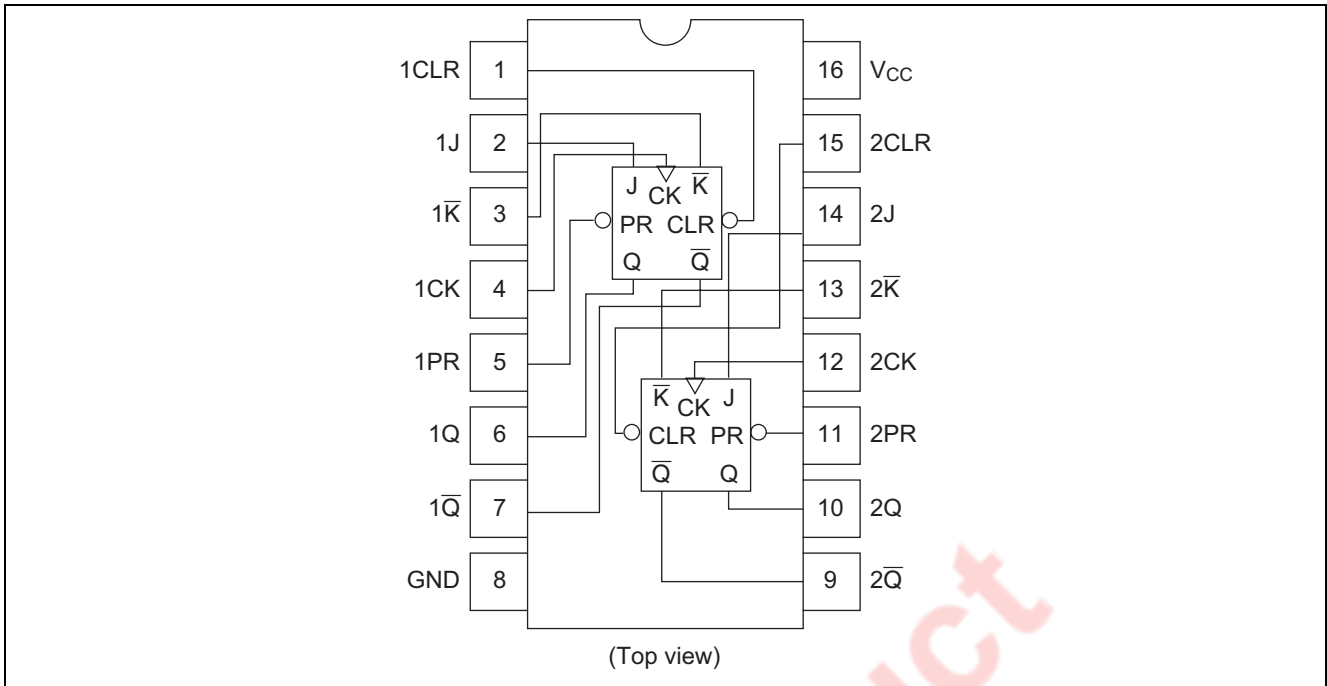 1CLR 1
1J 2
1K̅ 3
1CK 4
1PR 5
1Q 6
1Q̅ 7
GND 8
16 VCC
15 2CLR
14 2J
13 2K̅
12 2CK
11 2PR
10 2Q
9 2Q̅
J CK K̅
PR CLR
Q Q̅
K̅ CK J
CLR PR
Q̅ Q
(Top view)